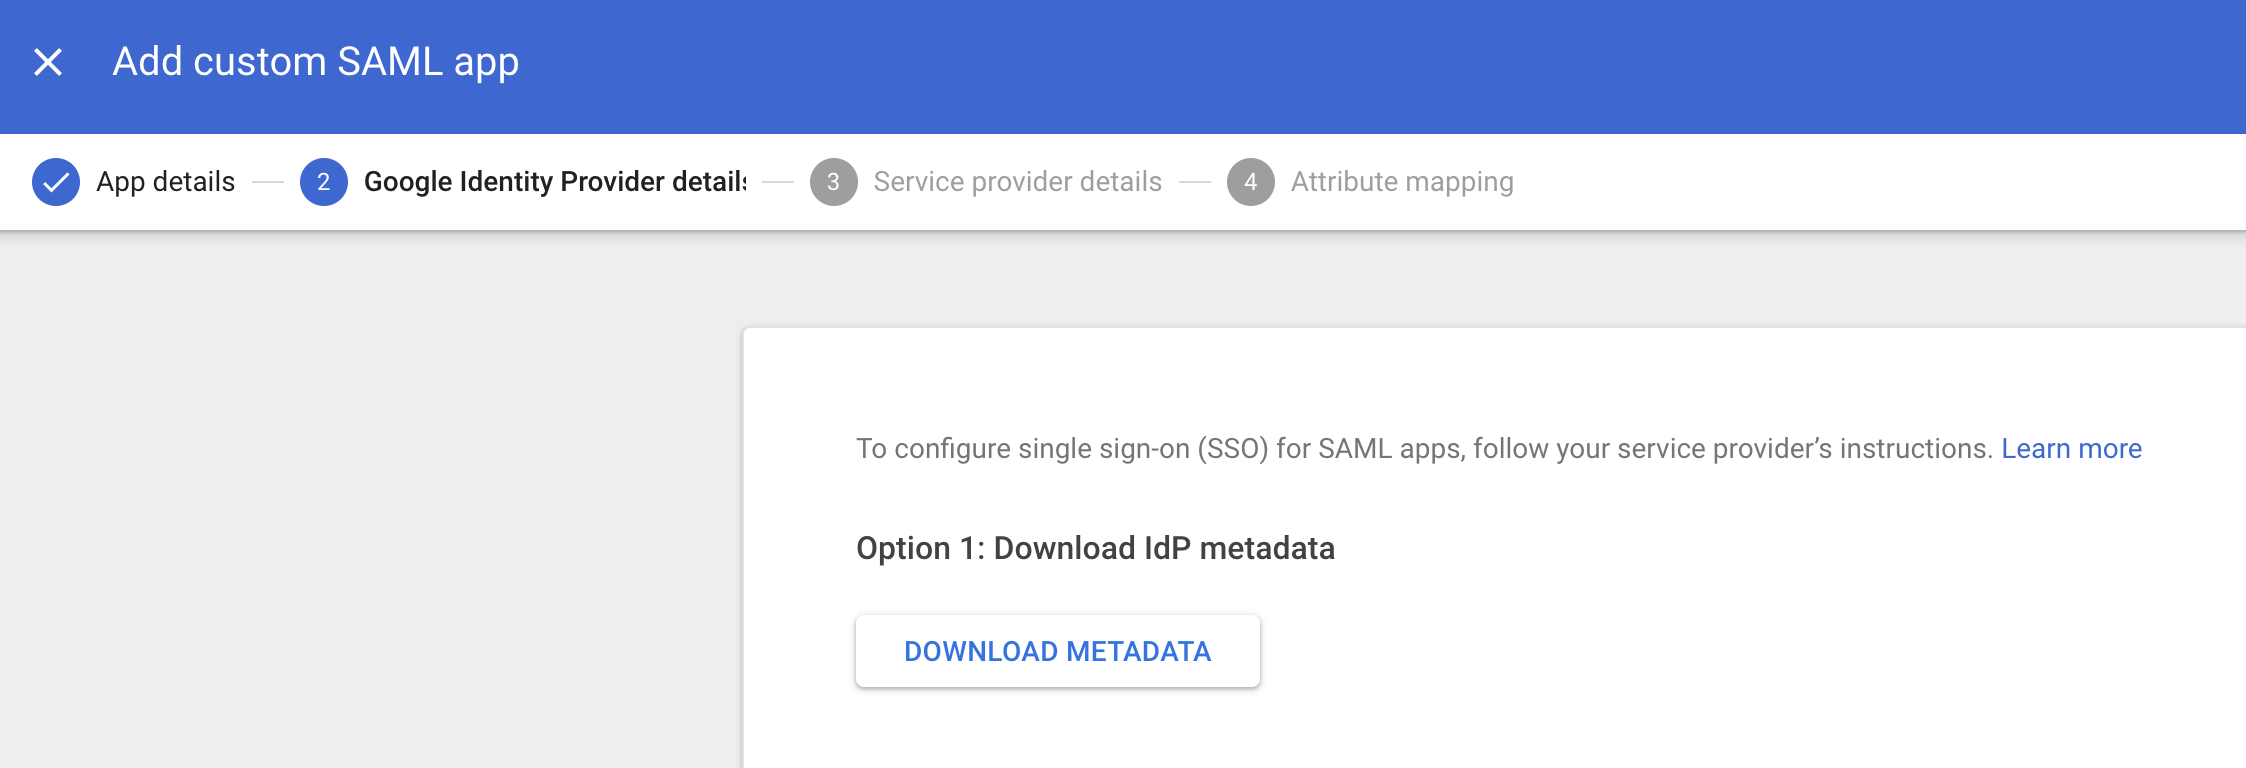 Add custom SAML app
App details 2 Google Identity Provider details 3 Service provider details 4 Attribute mapping
To configure single sign-on (SSO) for SAML apps, follow your service provider’s instructions. Learn more
Option 1: Download IdP metadata
DOWNLOAD METADATA